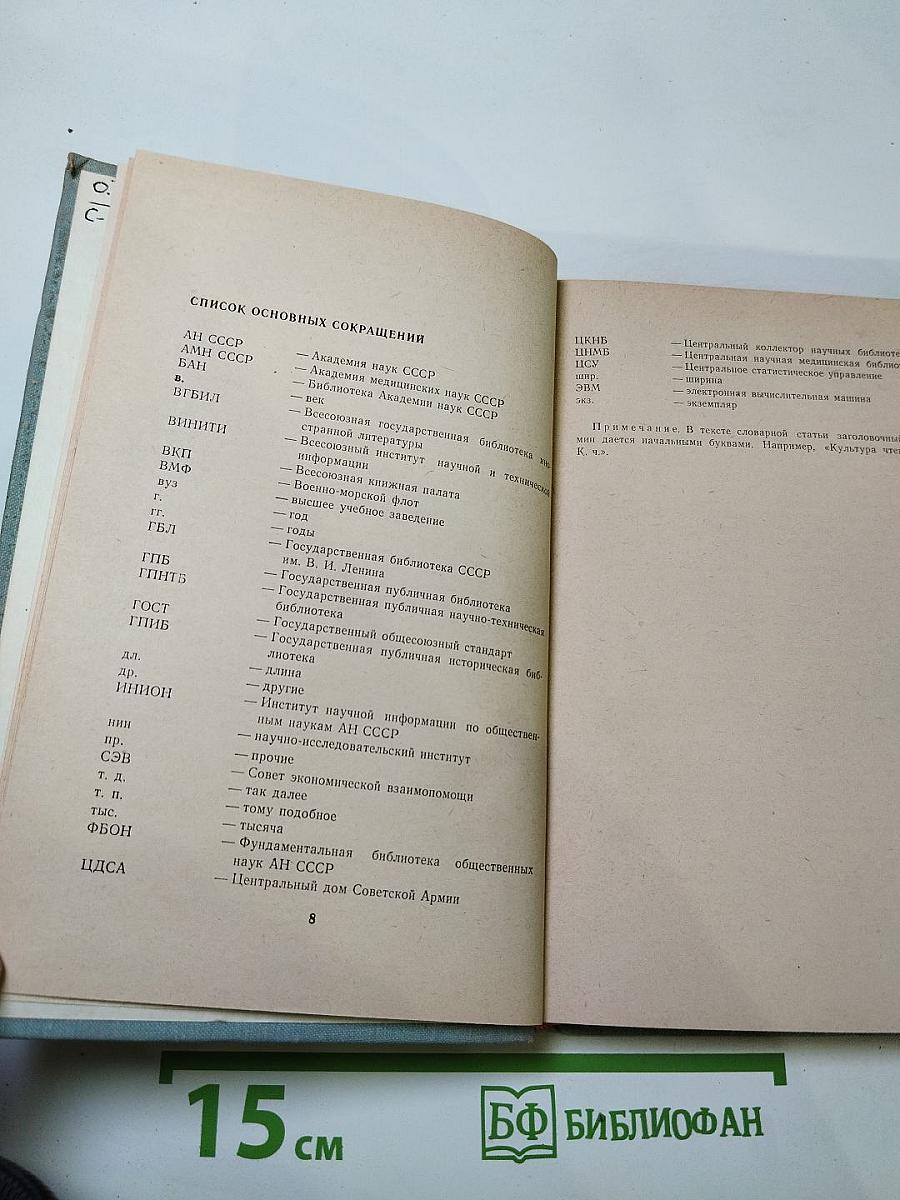 СПИСОК ОСНОВНЫХ СОКРАЩЕНИЙ
АН СССР — Академия наук СССР
АМН СССР — Академия медицинских наук СССР
БАН — Библиотека Академии наук СССР
в. — век
ВГБИЛ — Всесоюзная государственная библиотека ино-
странной литературы
ВИНИТИ — Всесоюзный институт научной и технической
информации
ВКП — Всесоюзная книжная палата
ВМФ — Военно-морской флот
вуз — высшее учебное заведение
г. — год
гг. — годы
ГБЛ — Государственная библиотека СССР
им. В. И. Ленина
ГПБ — Государственная публичная библиотека
ГПНТБ — Государственная публичная научно-техническая
библиотека
ГОСТ — Государственный общесоюзный стандарт
ГПИБ — Государственная публичная историческая биб-
лиотека
дл. — длина
др. — другие
ИНИОН — Институт научной информации по обществен-
ным наукам АН СССР
нии — научно-исследовательский институт
пр. — прочие
СЭВ — Совет экономической взаимопомощи
т. д. — так далее
т. п. — тому подобное
тыс. — тысяча
ФБОН — Фундаментальная библиотека общественных
наук АН СССР
ЦДСА — Центральный дом Советской Армии
8
ЦКНБ — Центральный коллектор научных библиоте
ЦНМБ — Центральная научная медицинская библио
ЦСУ — Центральное статистическое управление
шир. — ширина
ЭВМ — электронная вычислительная машина
экз. — экземпляр
Примечание. В тексте словарной статьи заголовочный
мин дается начальными буквами. Например, «Культура чте
К. ч.».
15 см
БФ БИБЛИОФАН